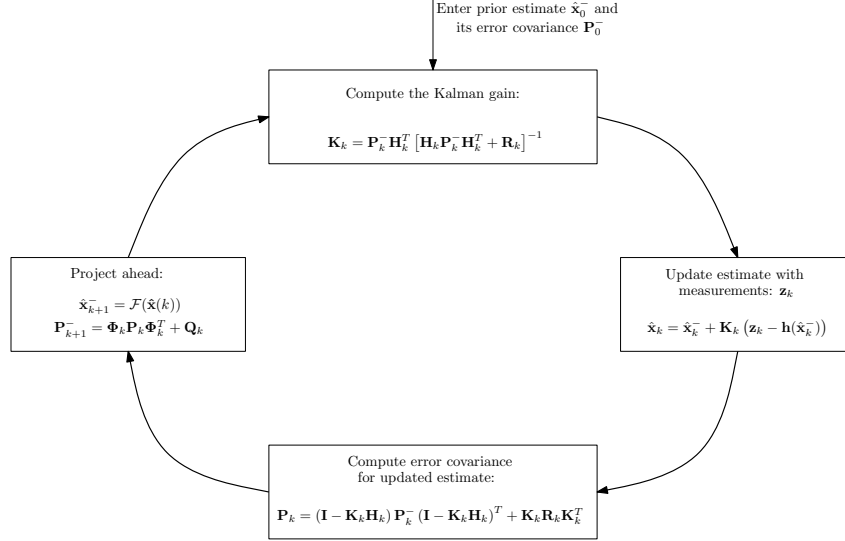 Enter prior estimate x̂₀⁻ and
its error covariance P₀⁻
Compute the Kalman gain:
Kₖ = Pₖ⁻Hₖᵀ [HₖPₖ⁻Hₖᵀ + Rₖ]⁻¹
Project ahead:
x̂ₖ₊₁⁻ = ℱ(x̂(k))
Pₖ₊₁⁻ = ΦₖPₖΦₖᵀ + Qₖ
Update estimate with
measurements: zₖ
x̂ₖ = x̂ₖ⁻ + Kₖ (zₖ − h(x̂ₖ⁻))
Compute error covariance
for updated estimate:
Pₖ = (I − KₖHₖ) Pₖ⁻ (I − KₖHₖ)ᵀ + KₖRₖKₖᵀ